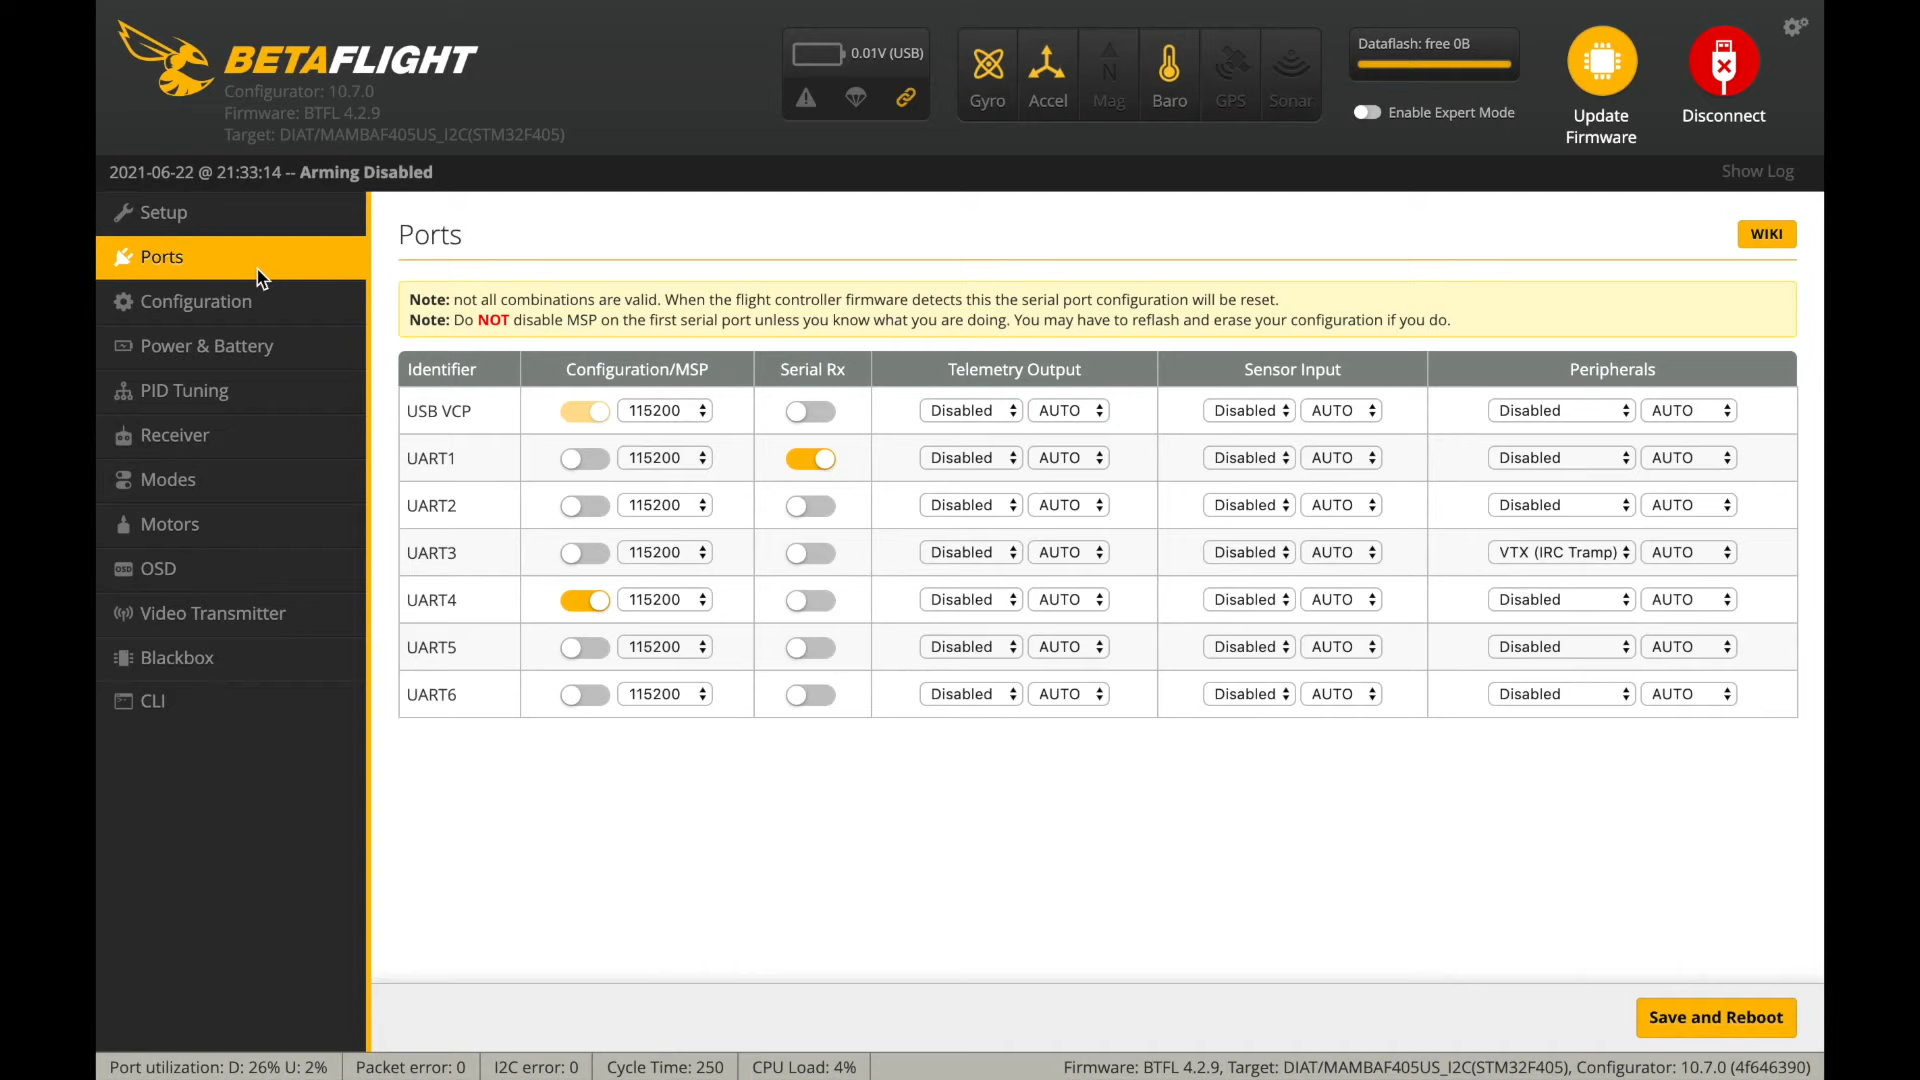 BETAFLIGHT
Configurator: 10.7.0
Firmware: BTFL 4.2.9
Target: DIAT/MAMBAF405US_I2C(STM32F405)
0.01V (USB)
Gyro Accel Mag Baro GPS Sonar
N
Dataflash: free 0B
Enable Expert Mode
Update
Firmware
Disconnect
2021-06-22 @ 21:33:14 -- Arming Disabled
Show Log
Setup
Ports
Configuration
Power & Battery
PID Tuning
Receiver
Modes
Motors
OSD OSD
Video Transmitter
Blackbox
CLI
Ports
WIKI
Note: not all combinations are valid. When the flight controller firmware detects this the serial port configuration will be reset.
Note: Do NOT disable MSP on the first serial port unless you know what you are doing. You may have to reflash and erase your configuration if you do.
Identifier Configuration/MSP Serial Rx Telemetry Output Sensor Input Peripherals
USB VCP 115200 Disabled AUTO Disabled AUTO Disabled AUTO
UART1 115200 Disabled AUTO Disabled AUTO Disabled AUTO
UART2 115200 Disabled AUTO Disabled AUTO Disabled AUTO
UART3 115200 Disabled AUTO Disabled AUTO VTX (IRC Tramp) AUTO
UART4 115200 Disabled AUTO Disabled AUTO Disabled AUTO
UART5 115200 Disabled AUTO Disabled AUTO Disabled AUTO
UART6 115200 Disabled AUTO Disabled AUTO Disabled AUTO
Save and Reboot
Port utilization: D: 26% U: 2% Packet error: 0 I2C error: 0 Cycle Time: 250 CPU Load: 4% Firmware: BTFL 4.2.9, Target: DIAT/MAMBAF405US_I2C(STM32F405), Configurator: 10.7.0 (4f646390)